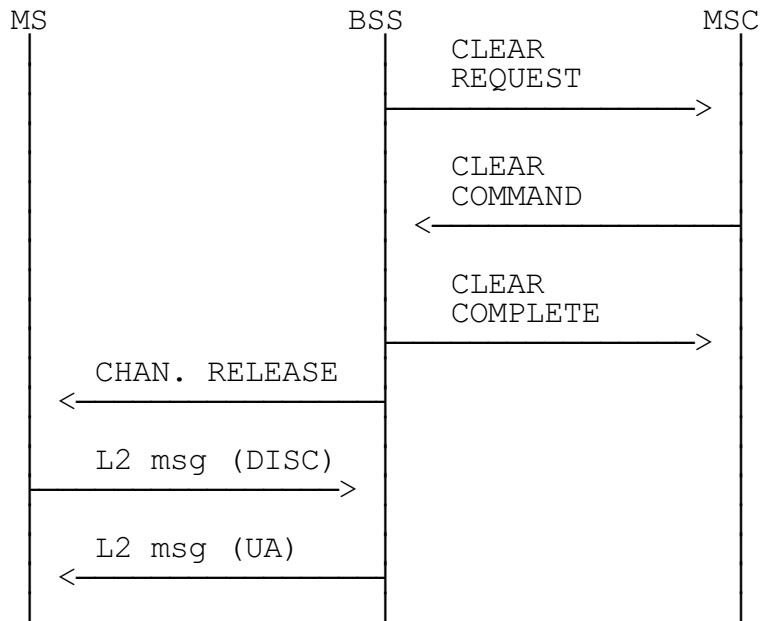 MS BSS MSC
CLEAR
REQUEST
CLEAR
COMMAND
CLEAR
COMPLETE
CHAN. RELEASE
L2 msg (DISC)
L2 msg (UA)